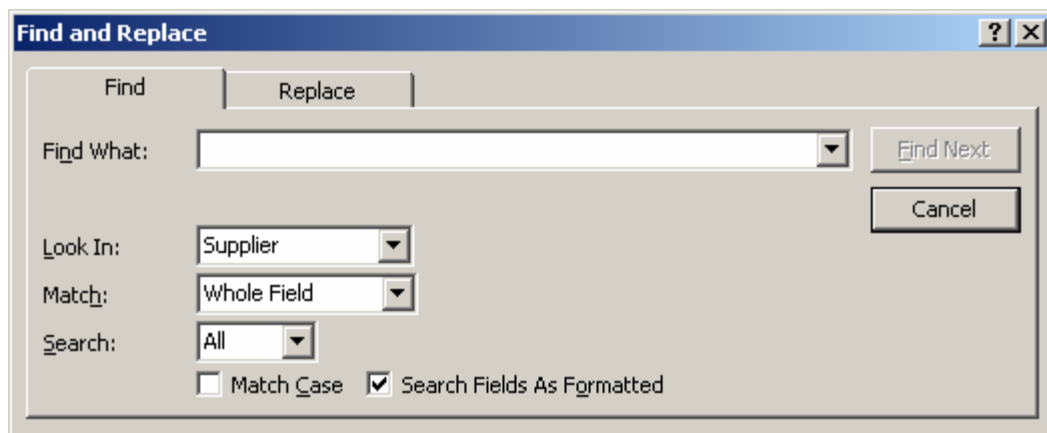 Find and Replace
Find Replace
Find What: Find Next
Cancel
Look In: Supplier
Match: Whole Field
Search: All
Match Case Search Fields As Formatted